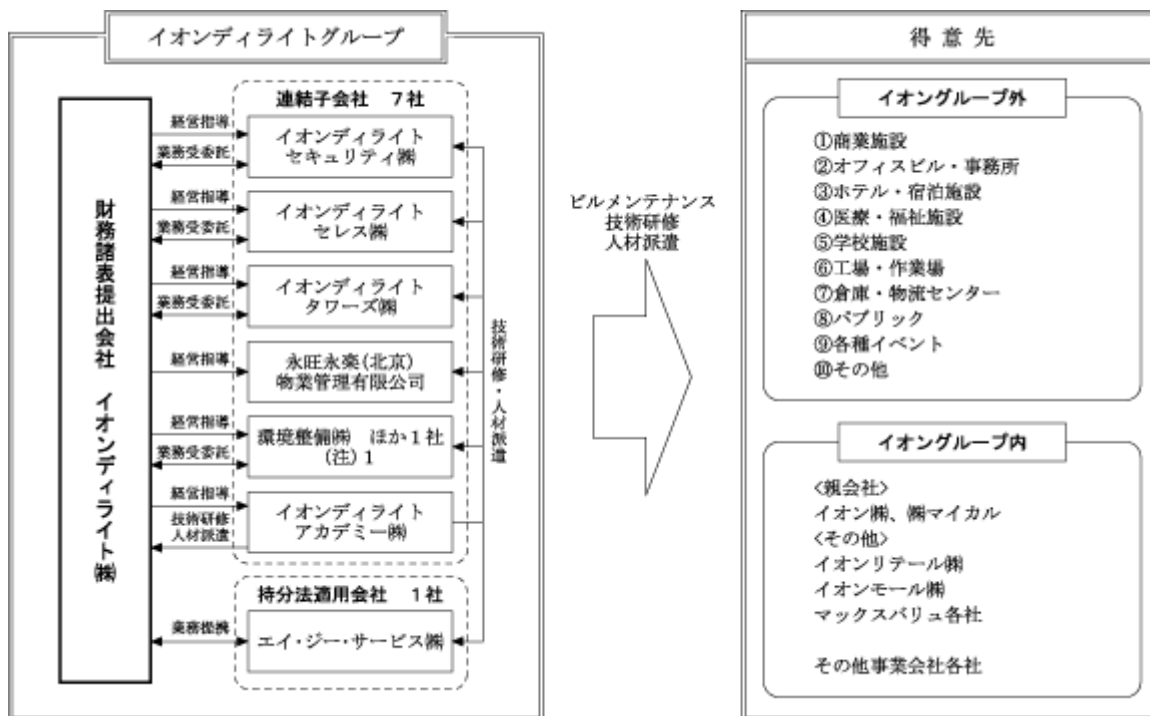 イオンディライトグループ
財務諸表提出会社 イオンディライト㈱
連結子会社 7社
経営指導
業務受委託
イオンディライト
セキュリティ㈱
経営指導
業務受委託
イオンディライト
セレス㈱
経営指導
業務受委託
イオンディライト
タワーズ㈱
経営指導
永旺永楽(北京)
物業管理有限公司
経営指導
業務受委託
環境整備㈱ ほか1社
(注)1
経営指導
技術研修
人材派遣
イオンディライト
アカデミー㈱
技術研修・人材派遣
持分法適用会社 1社
業務提携
エイ・ジー・サービス㈱
ビルメンテナンス
技術研修
人材派遣
得意先
イオングループ外
①商業施設
②オフィスビル・事務所
③ホテル・宿泊施設
④医療・福祉施設
⑤学校施設
⑥工場・作業場
⑦倉庫・物流センター
⑧パブリック
⑨各種イベント
⑩その他
イオングループ内
<親会社>
イオン㈱、㈱マイカル
<その他>
イオンリテール㈱
イオンモール㈱
マックスバリュ各社
その他事業会社各社